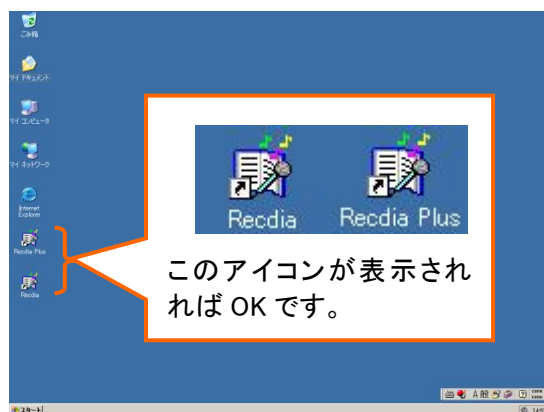 ごみ箱
マイ ドキュメント
マイ コンピュータ
マイ ネットワーク
Internet
Explorer
Recdia Plus
Recdia
Recdia Recdia Plus
このアイコンが表示され
れば OK です。
A 般
スタート